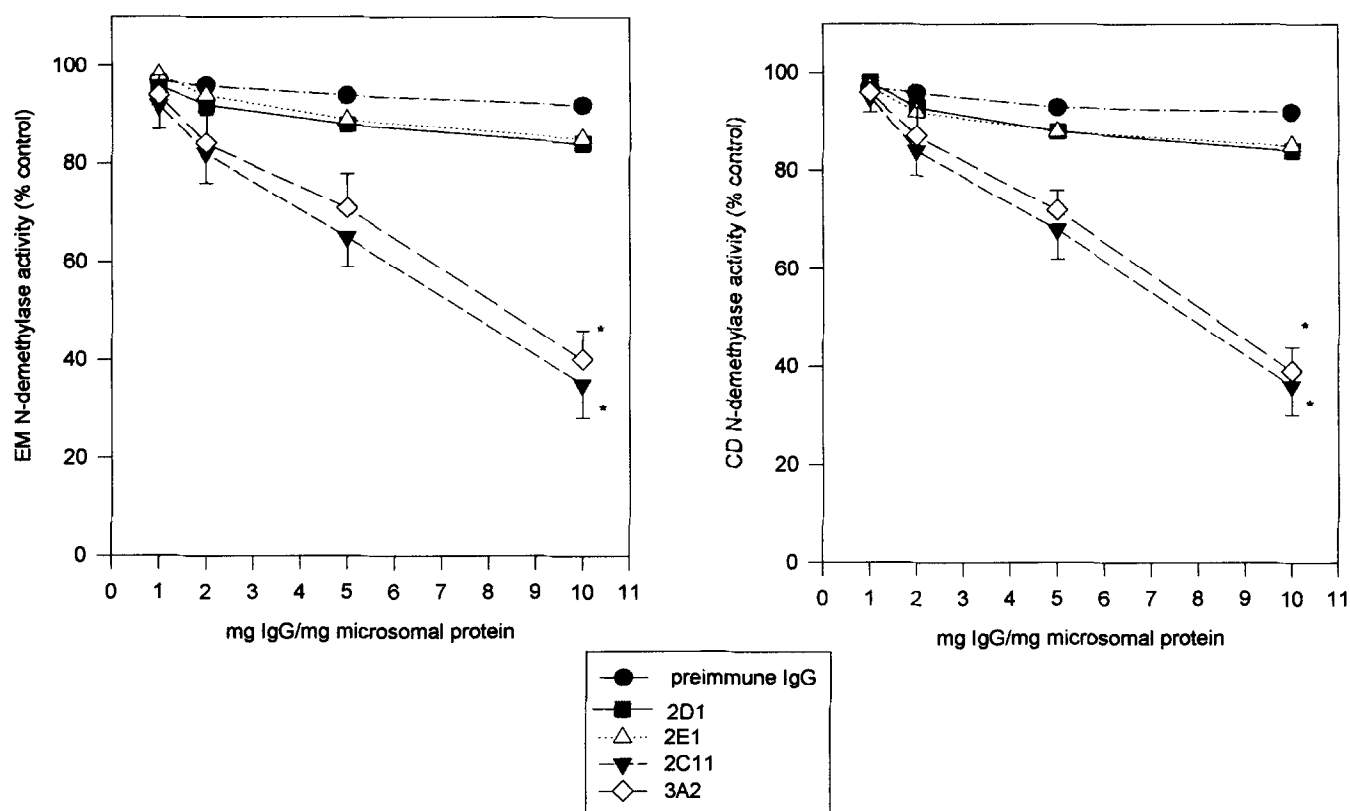 EM N-demethylase activity (% control)
100
80
60
40
20
0
0 1 2 3 4 5 6 7 8 9 10 11
mg IgG/mg microsomal protein
*
*
CD N-demethylase activity (% control)
100
80
60
40
20
0
0 1 2 3 4 5 6 7 8 9 10 11
mg IgG/mg microsomal protein
*
*
preimmune IgG
2D1
2E1
2C11
3A2